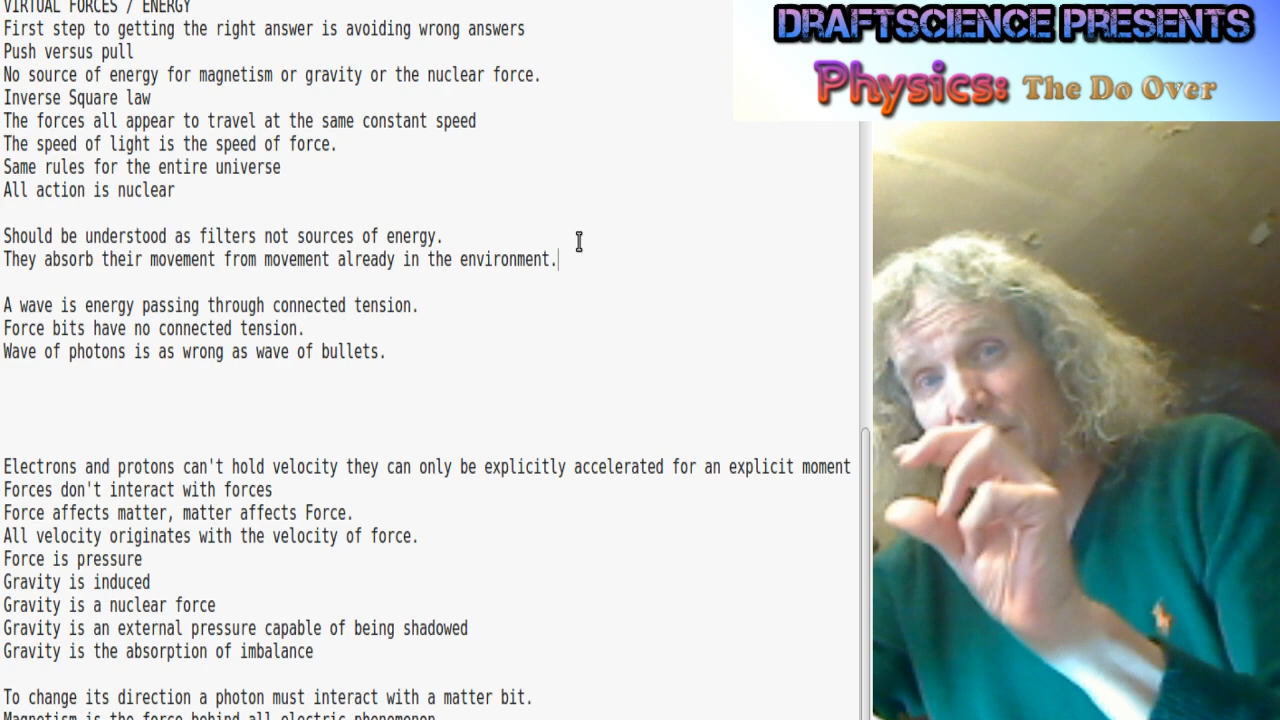 VIRTUAL FORCES / ENERGY
First step to getting the right answer is avoiding wrong answers
Push versus pull
No source of energy for magnetism or gravity or the nuclear force.
Inverse Square law
The forces all appear to travel at the same constant speed
The speed of light is the speed of force.
Same rules for the entire universe
All action is nuclear
Should be understood as filters not sources of energy.
They absorb their movement from movement already in the environment.
A wave is energy passing through connected tension.
Force bits have no connected tension.
Wave of photons is as wrong as wave of bullets.
Electrons and protons can't hold velocity they can only be explicitly accelerated for an explicit moment
Forces don't interact with forces
Force affects matter, matter affects Force.
All velocity originates with the velocity of force.
Force is pressure
Gravity is induced
Gravity is a nuclear force
Gravity is an external pressure capable of being shadowed
Gravity is the absorption of imbalance
To change its direction a photon must interact with a matter bit.
Magnetism is the force behind all electric phenomenon
DRAFTSCIENCE PRESENTS
Physics: The Do Over